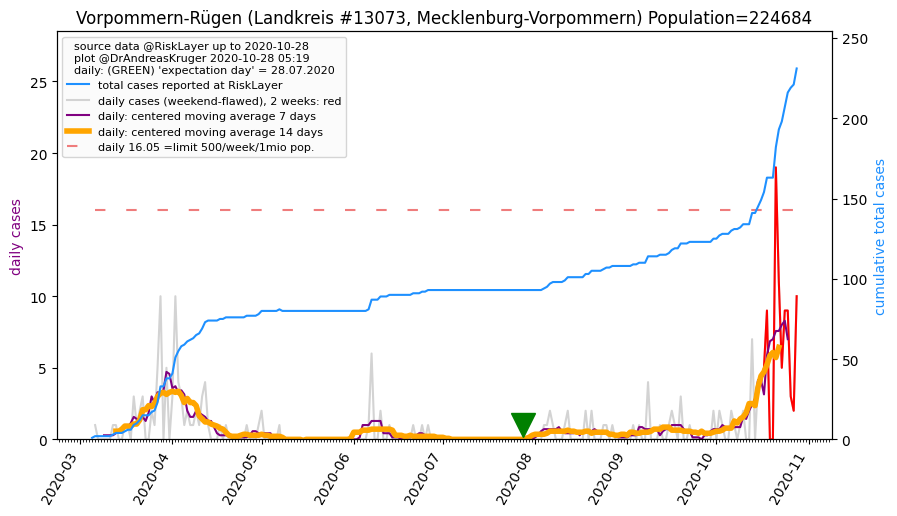 Vorpommern-Rügen (Landkreis #13073, Mecklenburg-Vorpommern) Population=224684
source data @RiskLayer up to 2020-10-28
plot @DrAndreasKruger 2020-10-28 05:19
daily: (GREEN) 'expectation day' = 28.07.2020
total cases reported at RiskLayer
daily cases (weekend-flawed), 2 weeks: red
daily: centered moving average 7 days
daily: centered moving average 14 days
daily 16.05 =limit 500/week/1mio pop.
daily cases
25
20
15
10
5
0
250
200
150
100
50
0
cumulative total cases
2020-03
2020-04
2020-05
2020-06
2020-07
2020-08
2020-09
2020-10
2020-11